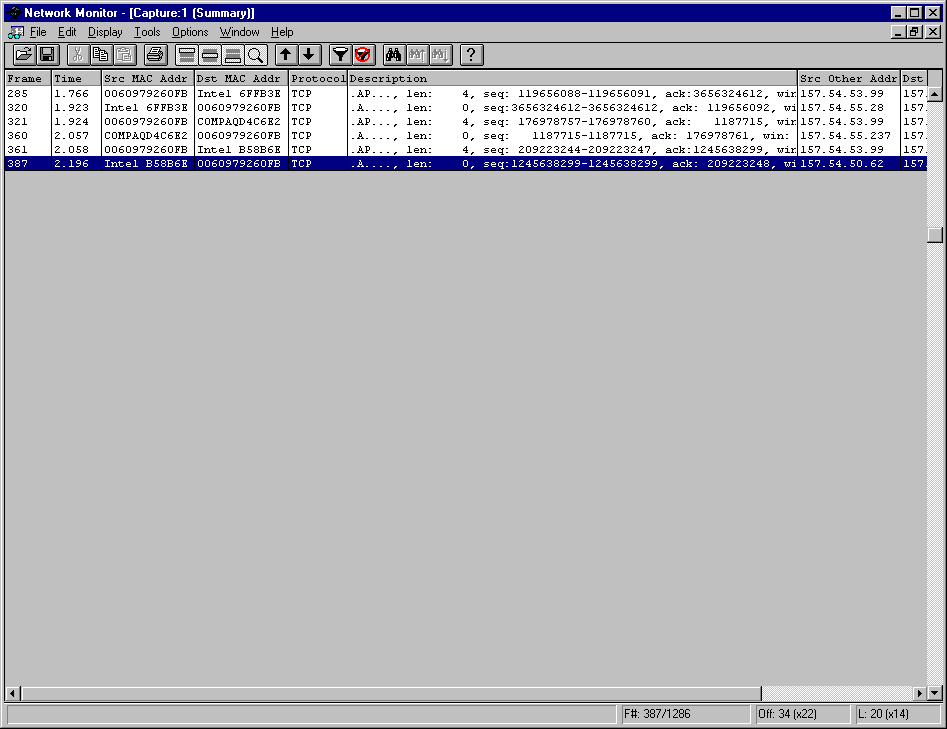 Network Monitor - [Capture:1 (Summary)]
File Edit Display Tools Options Window Help
Frame Time Src MAC Addr Dst MAC Addr Protocol Description Src Other Addr Dst
285 1.766 0060979260FB Intel 6FFB3E TCP .AP..., len: 4, seq: 119656088-119656091, ack:3656324612, win 157.54.53.99 157.
320 1.923 Intel 6FFB3E 0060979260FB TCP .A...., len: 0, seq:3656324612-3656324612, ack: 119656092, wi 157.54.55.28 157.
321 1.924 0060979260FB COMPAQD4C6E2 TCP .AP..., len: 4, seq: 176978757-176978760, ack: 1187715, win 157.54.53.99 157.
360 2.057 COMPAQD4C6E2 0060979260FB TCP .A...., len: 0, seq: 1187715-1187715, ack: 176978761, win: 157.54.55.237 157.
361 2.058 0060979260FB Intel B58B6E TCP .AP..., len: 4, seq: 209223244-209223247, ack:1245638299, win 157.54.53.99 157.
387 2.196 Intel B58B6E 0060979260FB TCP .A...., len: 0, seq:1245638299-1245638299, ack: 209223248, wi 157.54.50.62 157.
F#: 387/1286 Off: 34 (x22) L: 20 (x14)